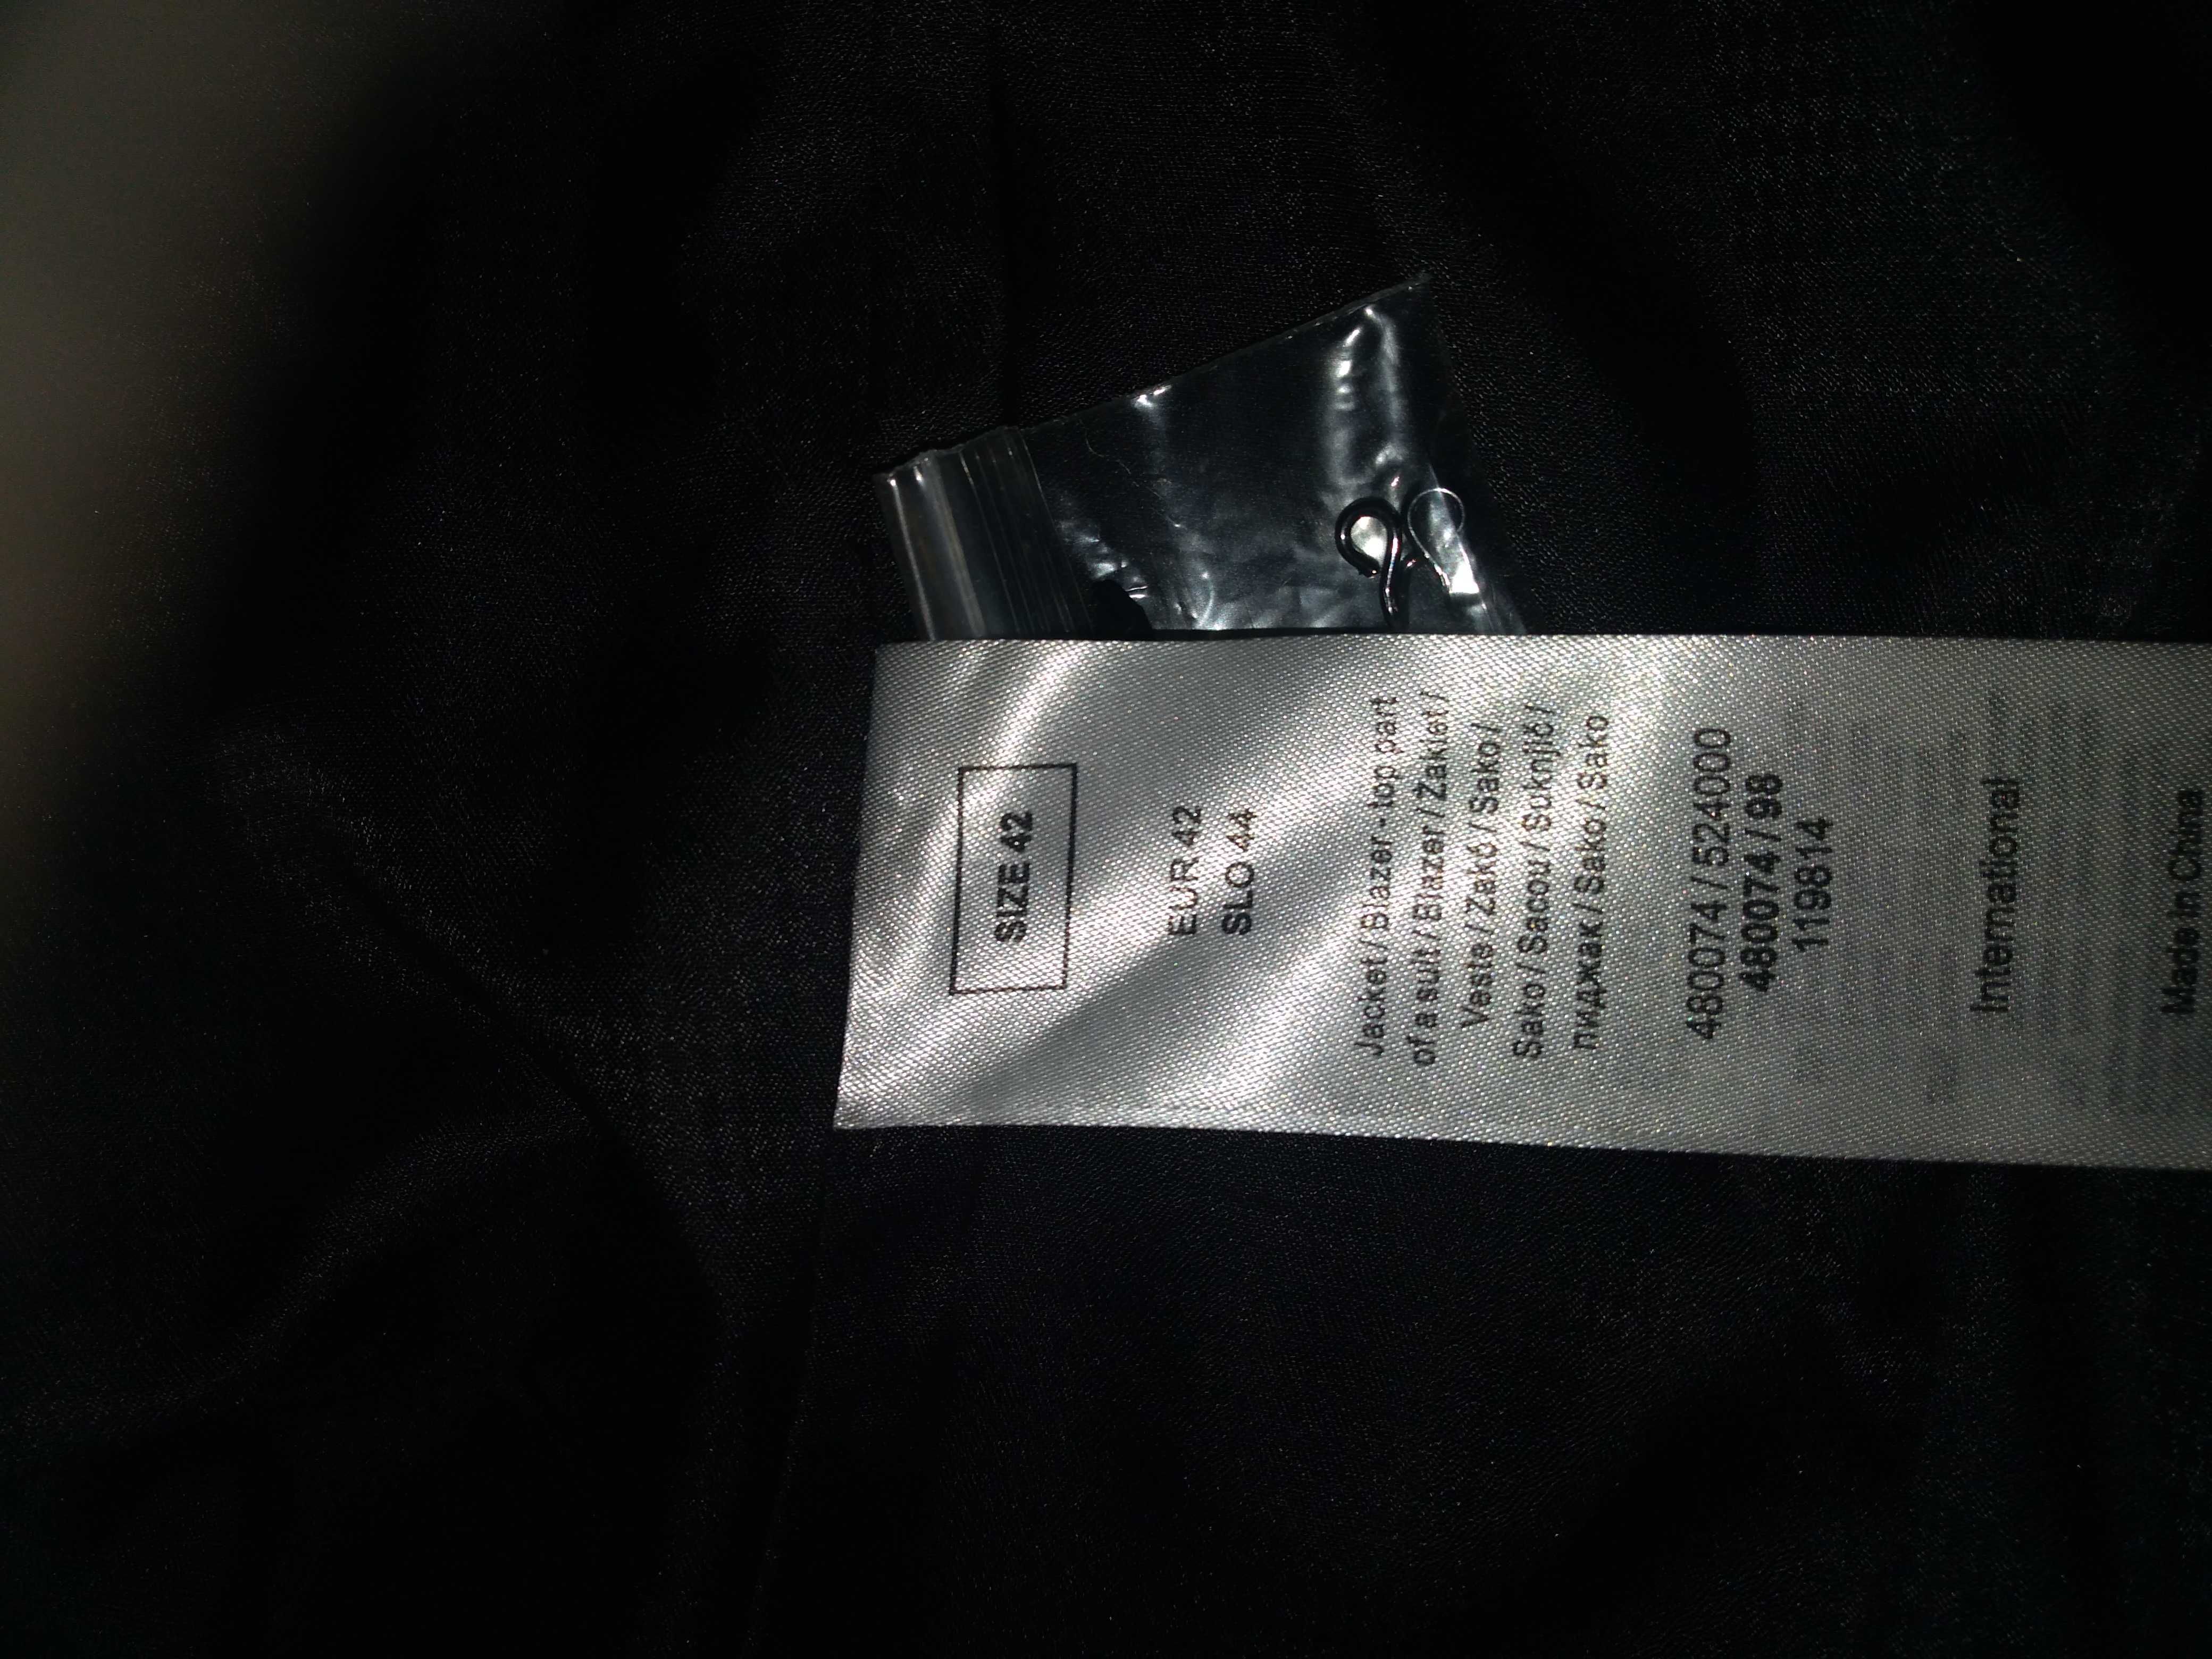 SIZE 42
EUR 42
SLO 44
Jacket / Blazer - top part
of a suit / Blazer / Żakiet /
Veste / Zakó / Sako /
Sako / Sacou / Suknjič /
пиджак / Sako / Sako
480074 / 524000
480074 / 98
119814
International
Made in China